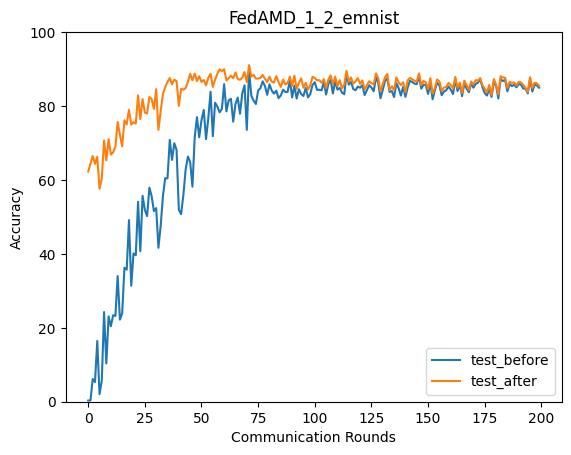 FedAMD_1_2_emnist
100
80
60
40
20
0
Accuracy
0 25 50 75 100 125 150 175 200
Communication Rounds
test_before
test_after